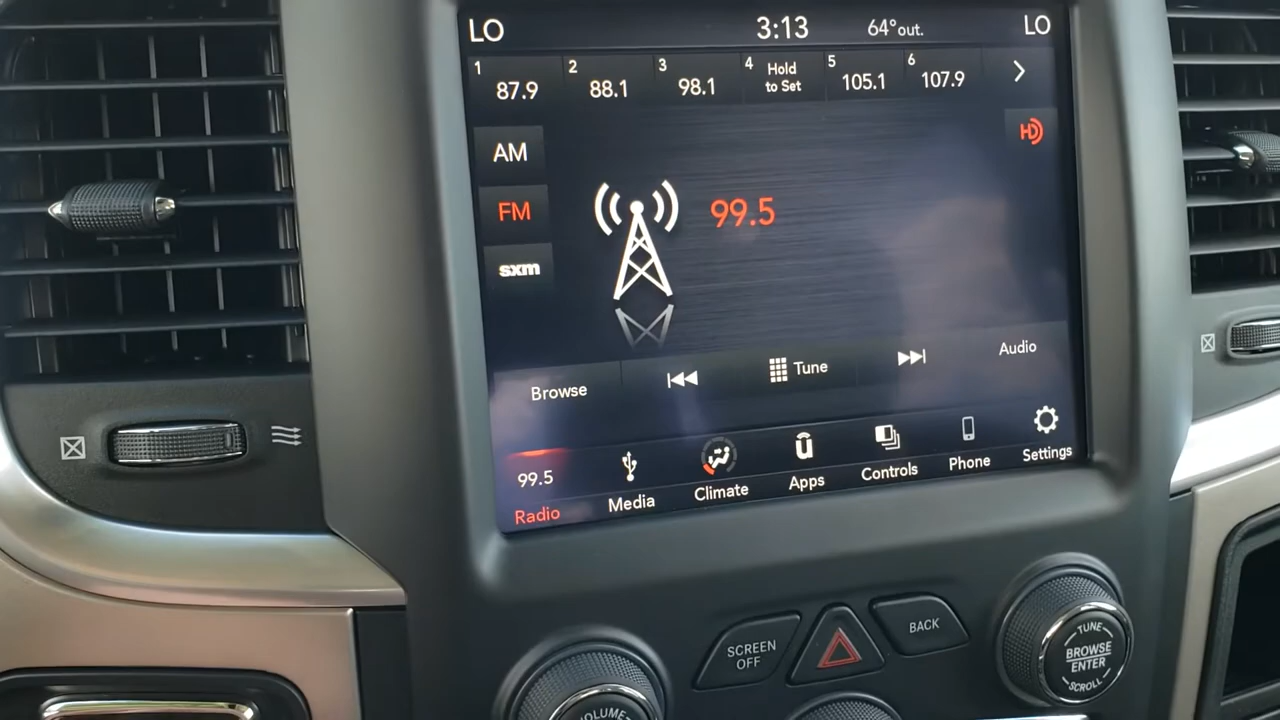 LO 3:13 64°out. LO
1 87.9 2 88.1 3 98.1 4 Hold to Set 5 105.1 6 107.9
HD
AM
FM 99.5
sxm
Browse Tune Audio
99.5
Radio Media Climate Apps Controls Phone Settings
SCREEN OFF BACK
TUNE
BROWSE
ENTER
SCROLL
VOLUME